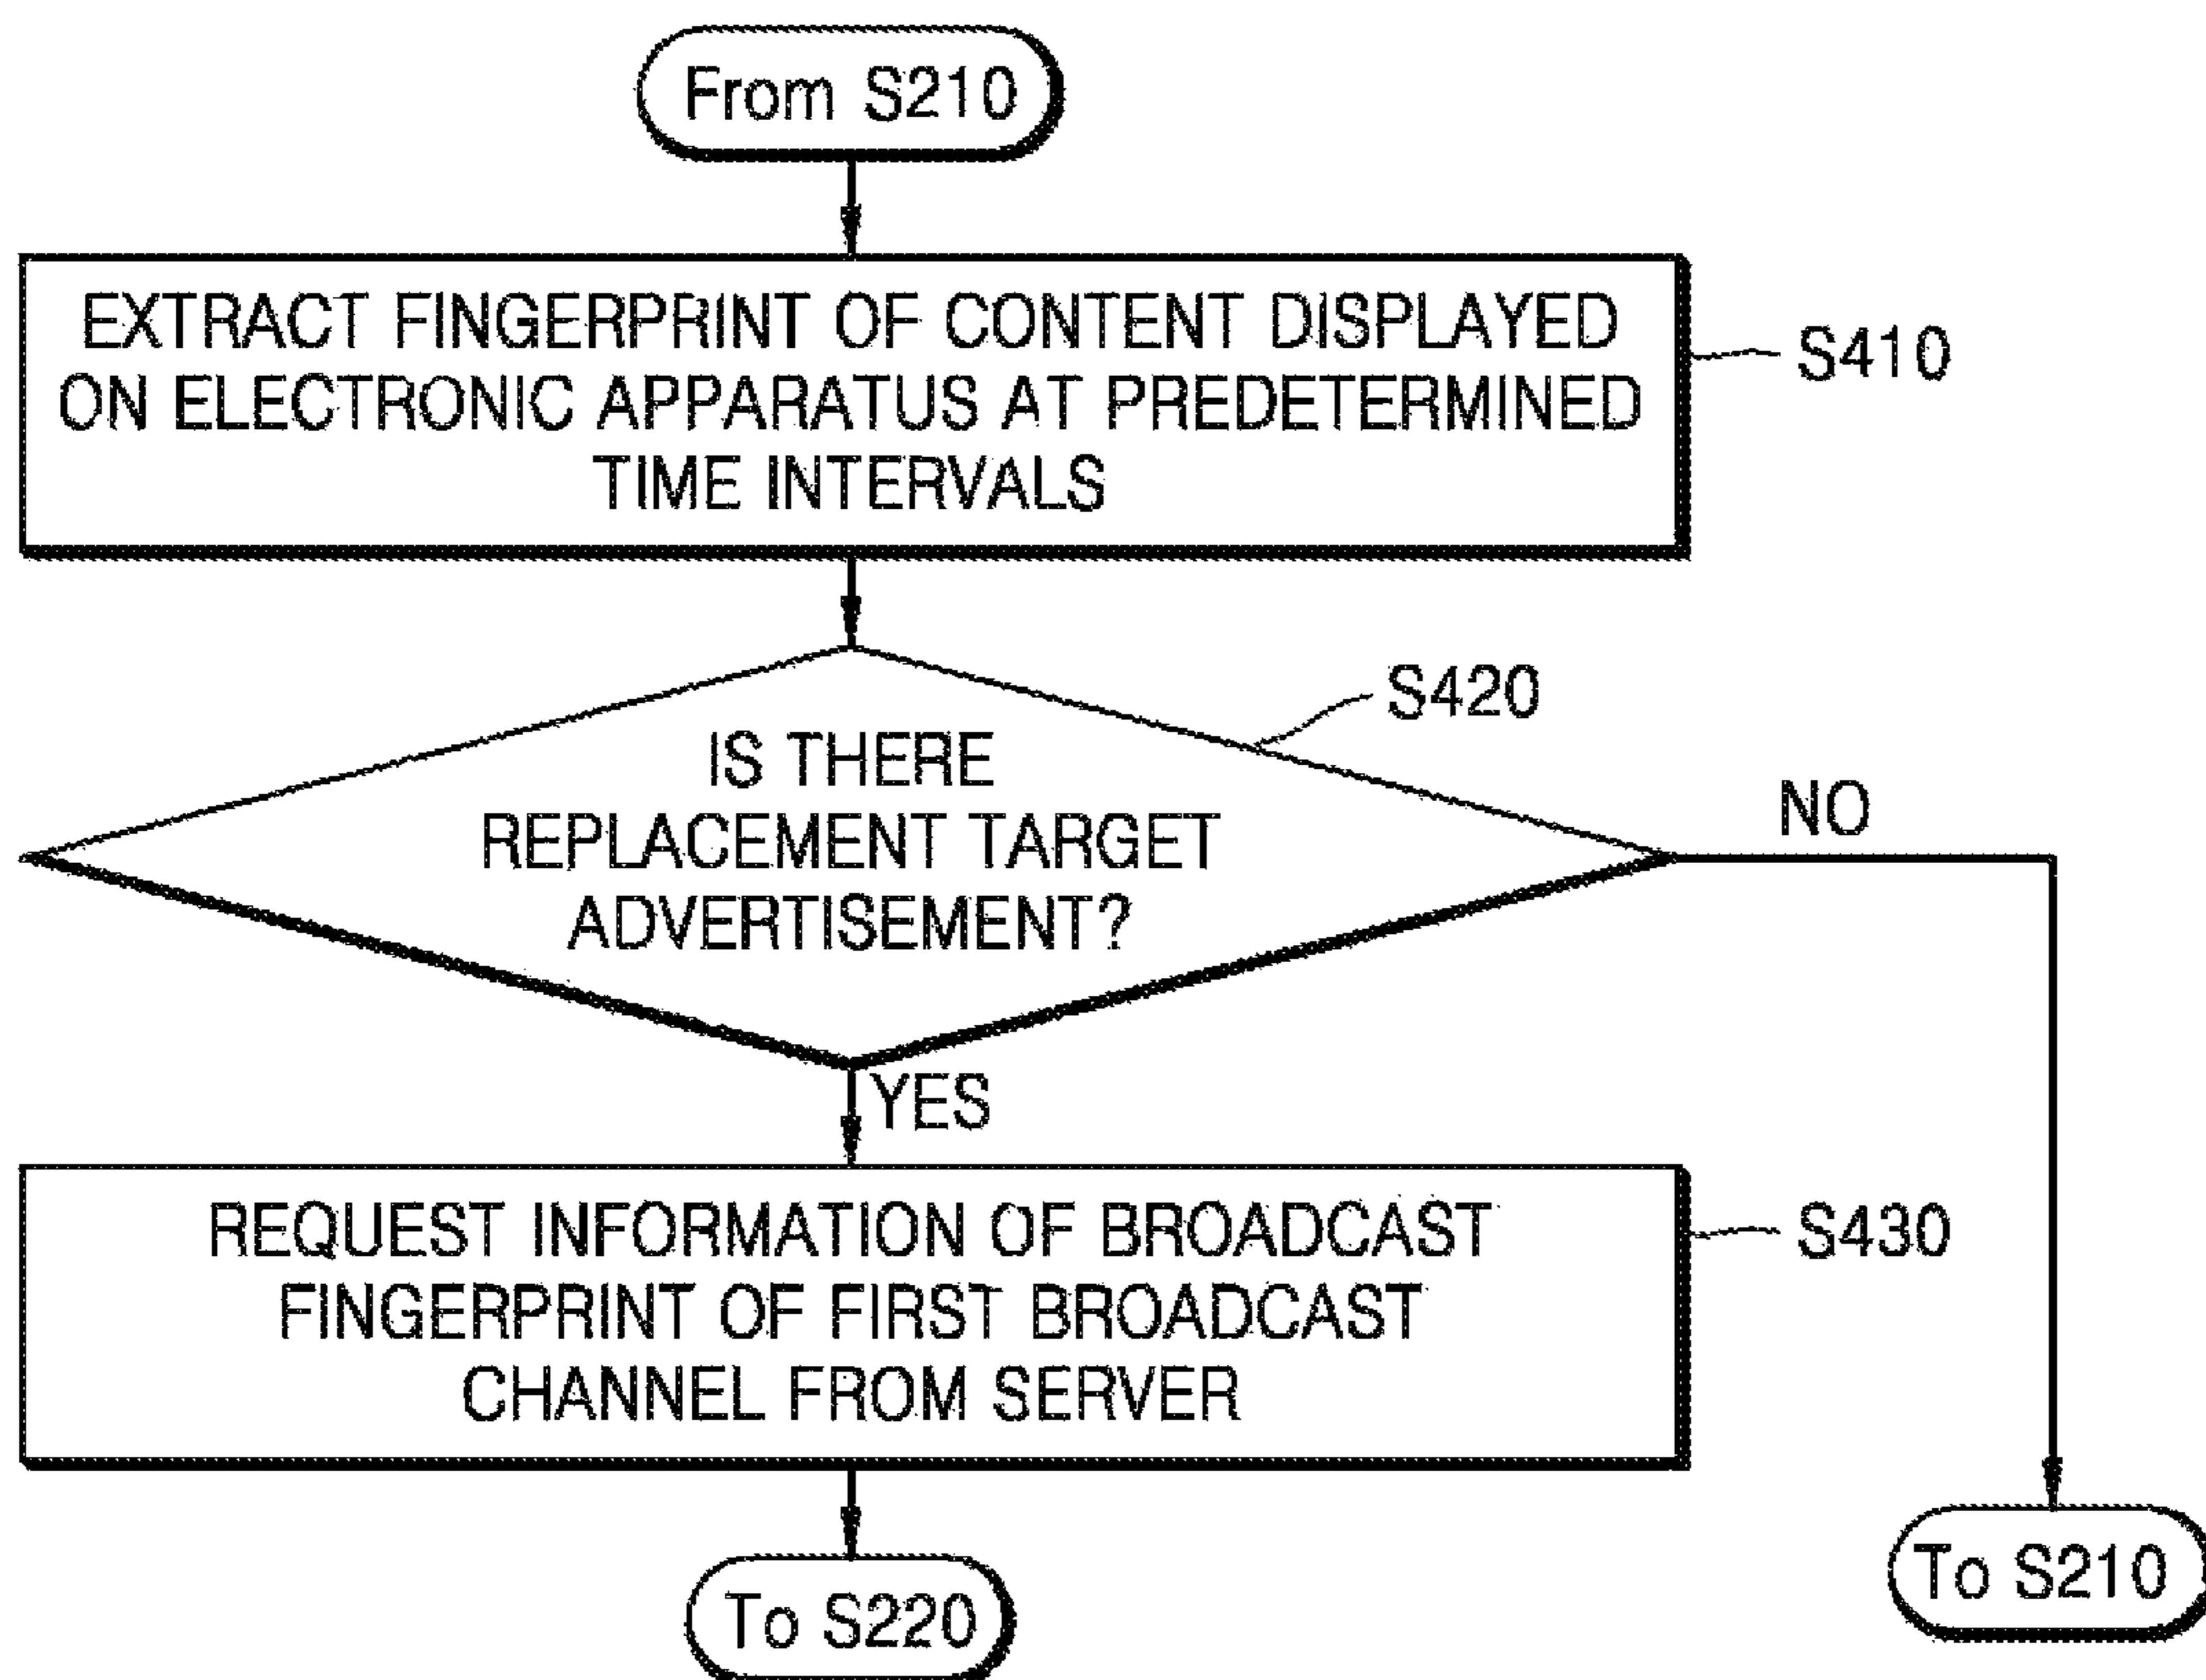 From S210
EXTRACT FINGERPRINT OF CONTENT DISPLAYED
ON ELECTRONIC APPARATUS AT PREDETERMINED
TIME INTERVALS
S410
S420
IS THERE
REPLACEMENT TARGET
ADVERTISEMENT?
NO
YES
REQUEST INFORMATION OF BROADCAST
FINGERPRINT OF FIRST BROADCAST
CHANNEL FROM SERVER
S430
To S220
To S210